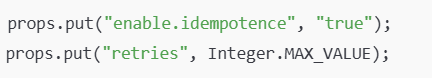 props.put("enable.idempotence", "true");
props.put("retries", Integer.MAX_VALUE);